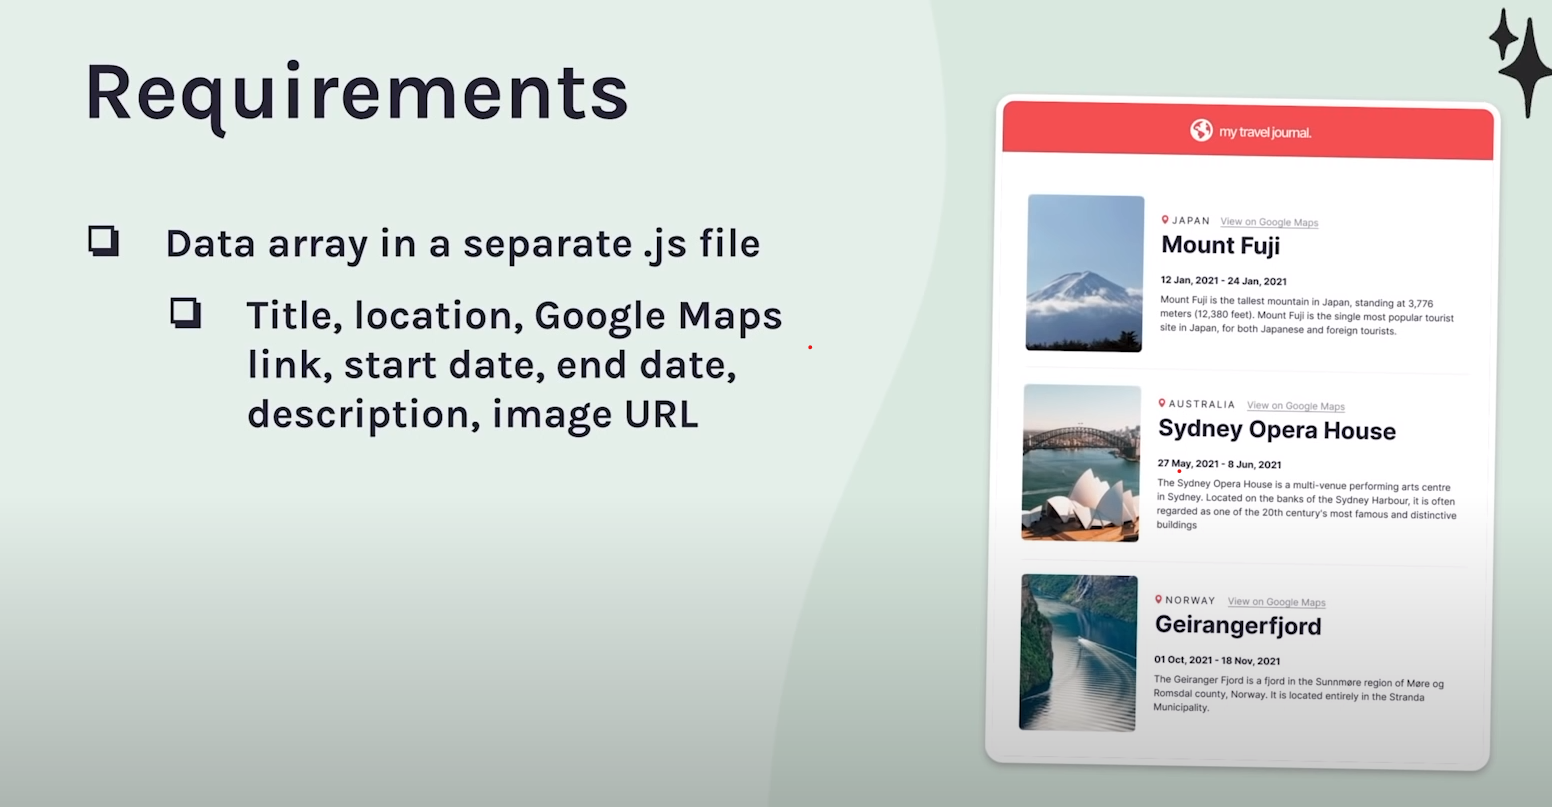 Requirements
Data array in a separate .js file
Title, location, Google Maps
link, start date, end date,
description, image URL
my travel journal.
JAPAN View on Google Maps
Mount Fuji
12 Jan, 2021 - 24 Jan, 2021
Mount Fuji is the tallest mountain in Japan, standing at 3,776
meters (12,380 feet). Mount Fuji is the single most popular tourist
site in Japan, for both Japanese and foreign tourists.
AUSTRALIA View on Google Maps
Sydney Opera House
27 May, 2021 - 8 Jun, 2021
The Sydney Opera House is a multi-venue performing arts centre
in Sydney. Located on the banks of the Sydney Harbour, it is often
regarded as one of the 20th century's most famous and distinctive
buildings
NORWAY View on Google Maps
Geirangerfjord
01 Oct, 2021 - 18 Nov, 2021
The Geiranger Fjord is a fjord in the Sunnmøre region of Møre og
Romsdal county, Norway. It is located entirely in the Stranda
Municipality.